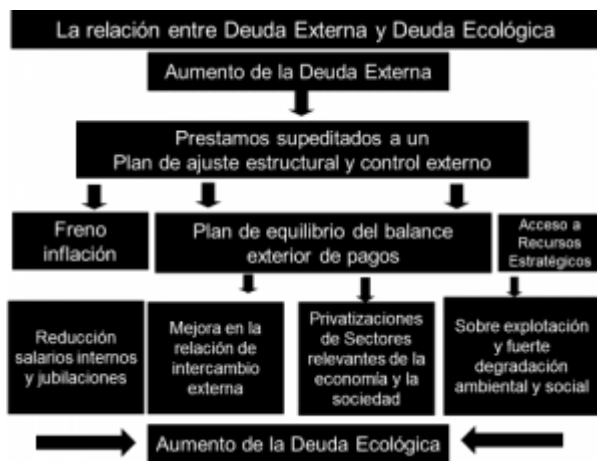 La relación entre Deuda Externa y Deuda Ecológica
Aumento de la Deuda Externa
Prestamos supeditados a un
Plan de ajuste estructural y control externo
Freno
inflación
Plan de equilibrio del balance
exterior de pagos
Acceso a
Recursos
Estratégicos
Reducción
salarios internos
y jubilaciones
Mejora en la
relación de
intercambio
externa
Privatizaciones
de Sectores
relevantes de la
economía y la
sociedad
Sobre explotación
y fuerte
degradación
ambiental y social
Aumento de la Deuda Ecológica